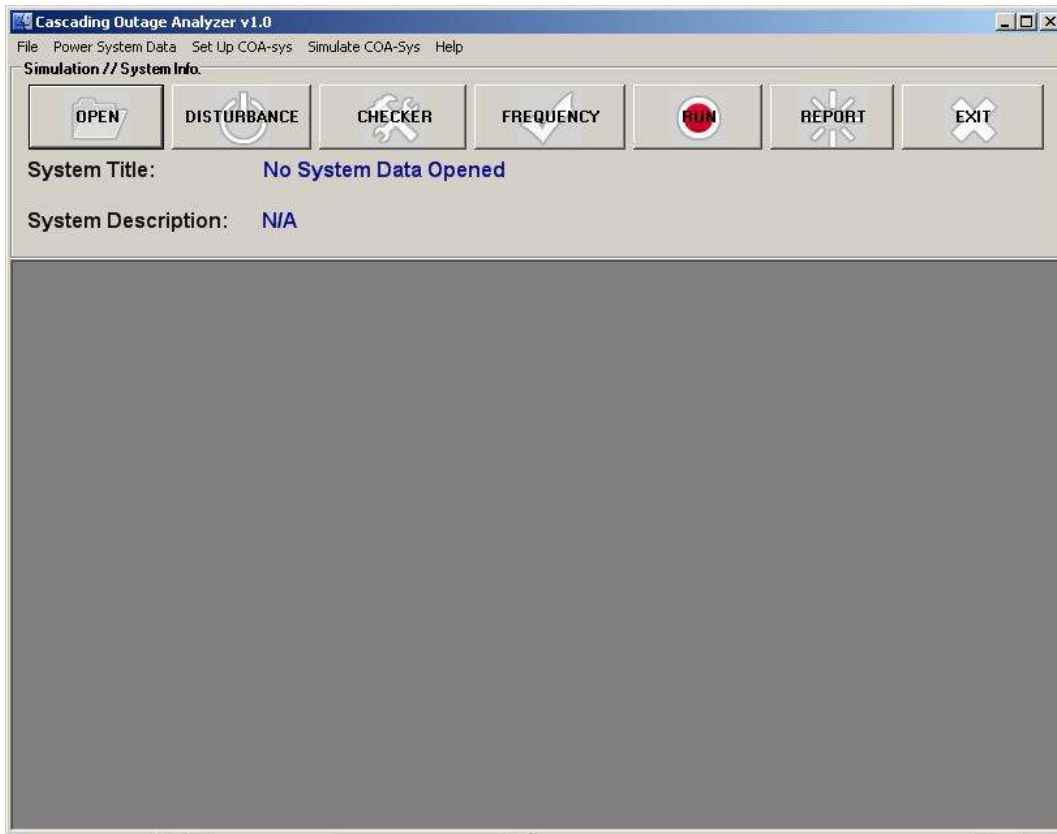 Cascading Outage Analyzer v1.0
File Power System Data Set Up COA-sys Simulate COA-Sys Help
Simulation // System Info.
OPEN DISTURBANCE CHECKER FREQUENCY RUN REPORT EXIT
System Title: No System Data Opened
System Description: N/A